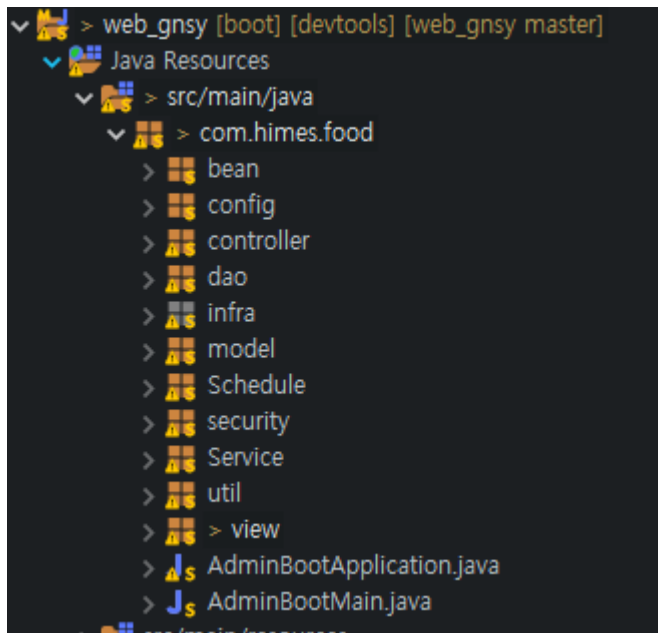 > web_gnsy [boot] [devtools] [web_gnsy master]
Java Resources
> src/main/java
> com.himes.food
bean
config
controller
dao
infra
model
Schedule
security
Service
util
> view
AdminBootApplication.java
AdminBootMain.java